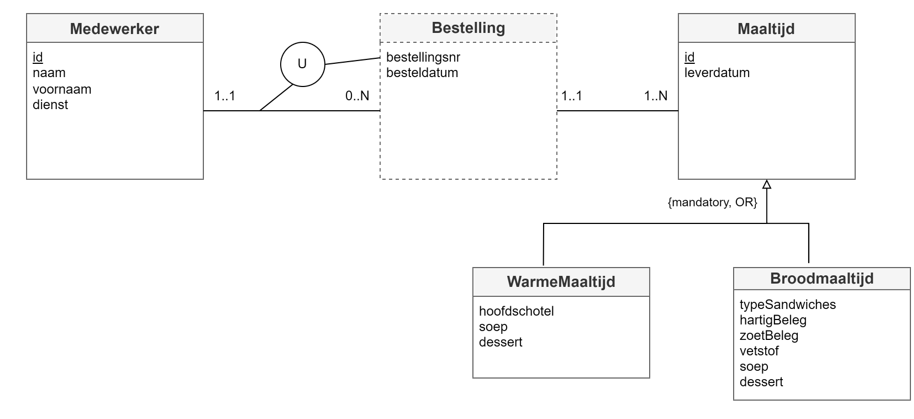 Medewerker
id
naam
voornaam
dienst
1..1
U
0..N
Bestelling
bestellingsnr
besteldatum
1..1
1..N
Maaltijd
id
leverdatum
{mandatory, OR}
WarmeMaaltijd
hoofdschotel
soep
dessert
Broodmaaltijd
typeSandwiches
hartigBeleg
zoetBeleg
vetstof
soep
dessert